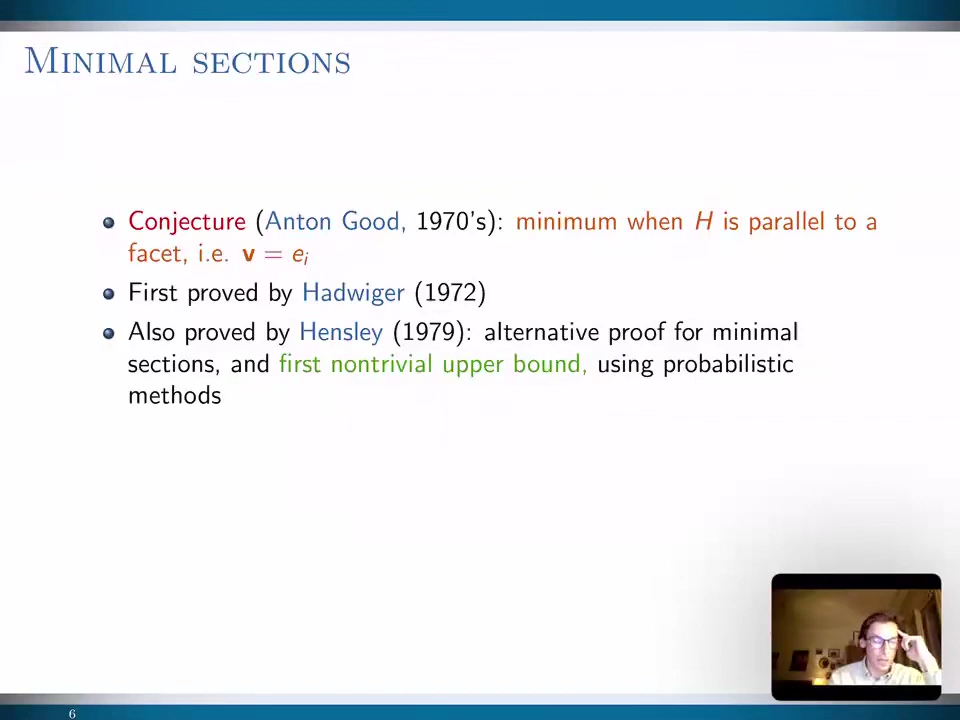 Minimal sections
Conjecture (Anton Good, 1970's): minimum when H is parallel to a
facet, i.e. v = e_i
First proved by Hadwiger (1972)
Also proved by Hensley (1979): alternative proof for minimal
sections, and first nontrivial upper bound, using probabilistic
methods
6